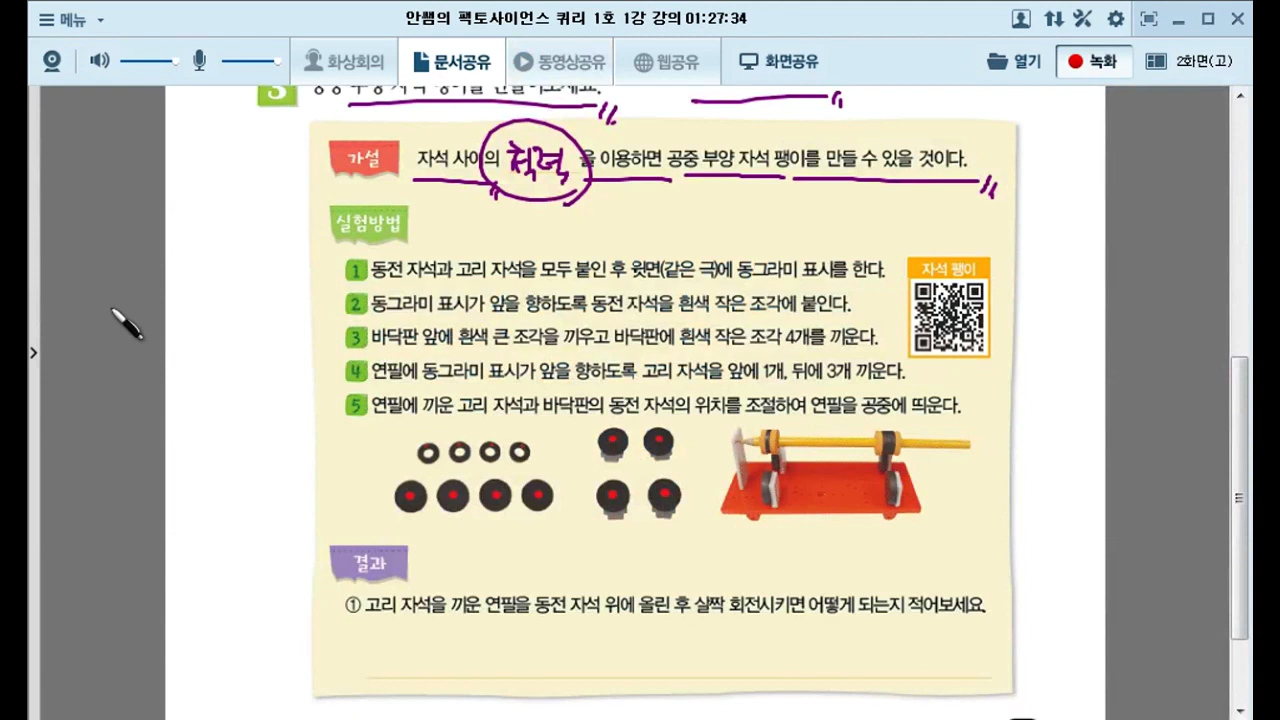 메뉴
안쌤의 팩토사이언스 퀴리 1호 1강 강의 01:27:34
화상회의 문서공유 동영상공유 웹공유 화면공유 열기 녹화 2화면(고)
3
가설 자석 사이의 척력을 이용하면 공중 부양 자석 팽이를 만들 수 있을 것이다.
실험방법
1 동전 자석과 고리 자석을 모두 붙인 후 윗면(같은 극)에 동그라미 표시를 한다.
자석 팽이
2 동그라미 표시가 앞을 향하도록 동전 자석을 흰색 작은 조각에 붙인다.
3 바닥판 앞에 흰색 큰 조각을 끼우고 바닥판에 흰색 작은 조각 4개를 끼운다.
4 연필에 동그라미 표시가 앞을 향하도록 고리 자석을 앞에 1개, 뒤에 3개 끼운다.
5 연필에 끼운 고리 자석과 바닥판의 동전 자석의 위치를 조절하여 연필을 공중에 띄운다.
결과
① 고리 자석을 끼운 연필을 동전 자석 위에 올린 후 살짝 회전시키면 어떻게 되는지 적어보세요.